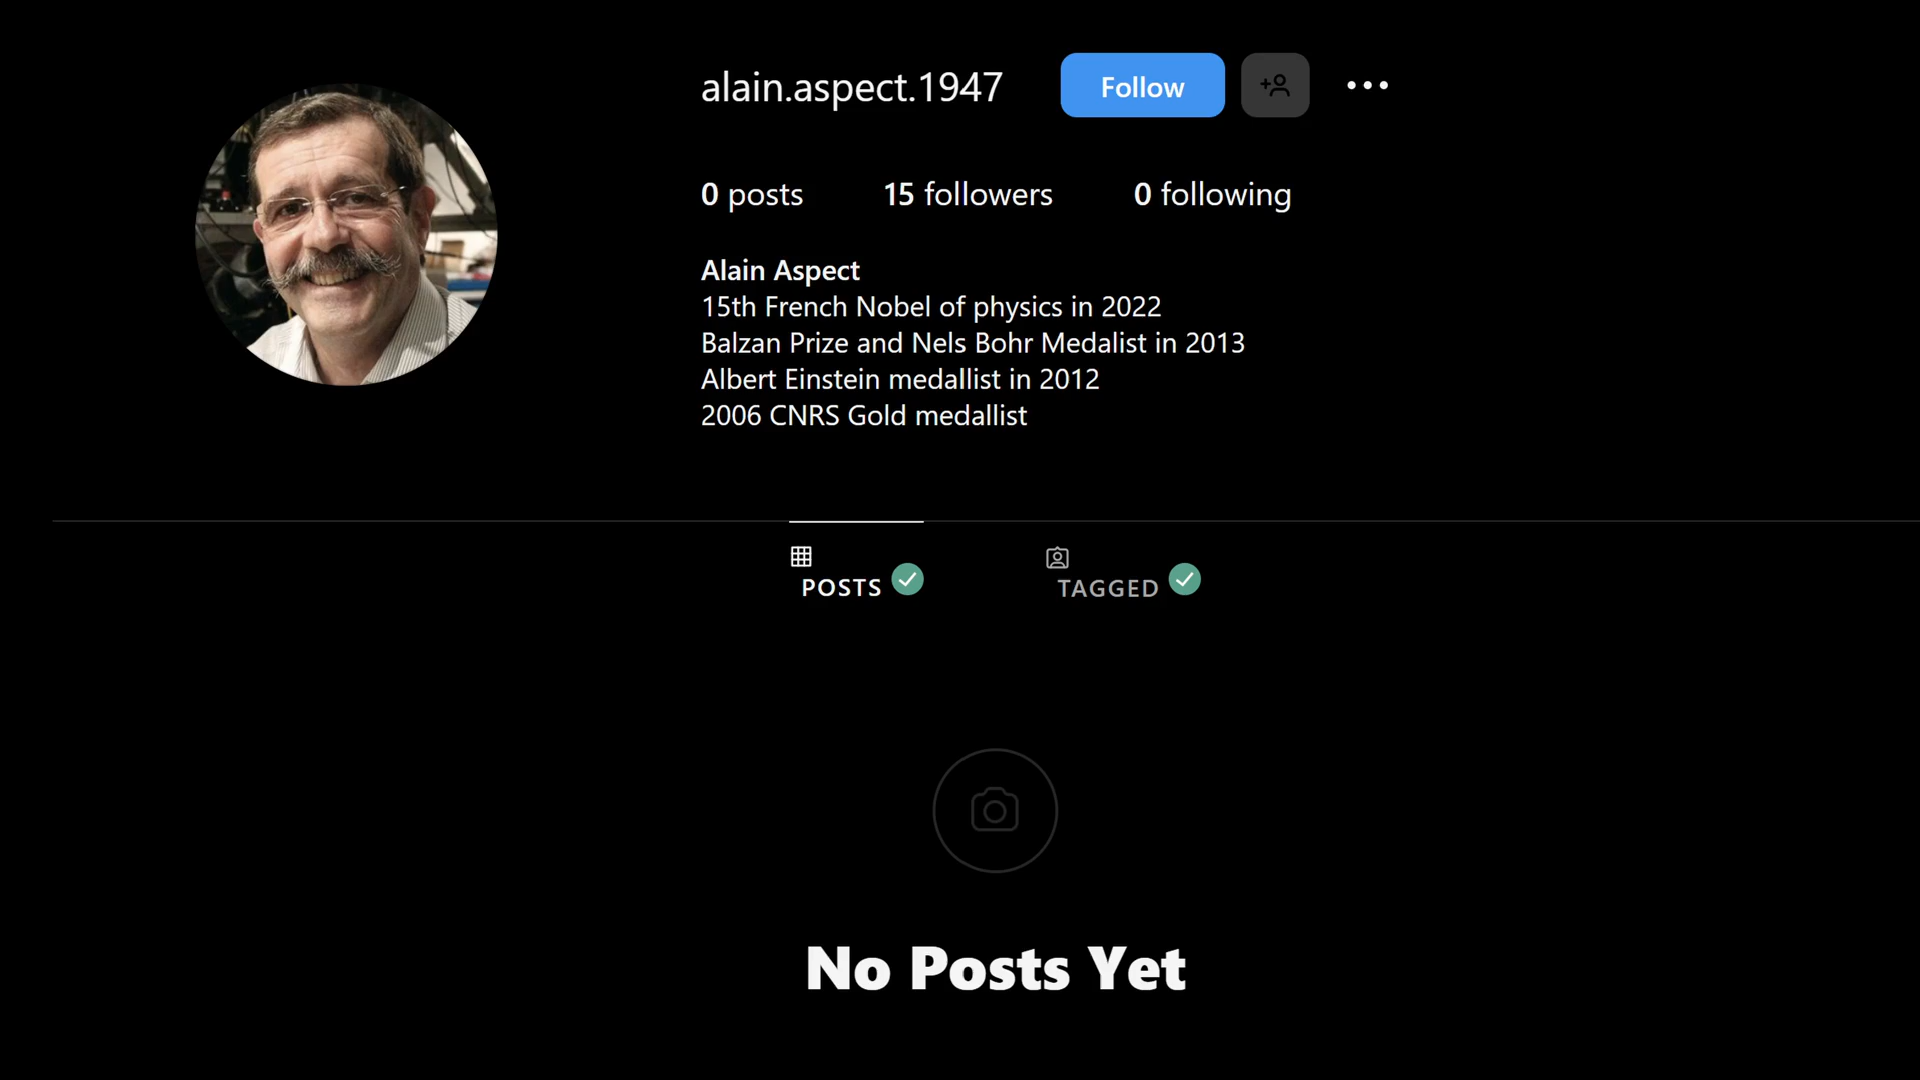 alain.aspect.1947 Follow
0 posts 15 followers 0 following
Alain Aspect
15th French Nobel of physics in 2022
Balzan Prize and Nels Bohr Medalist in 2013
Albert Einstein medallist in 2012
2006 CNRS Gold medallist
POSTS TAGGED
No Posts Yet